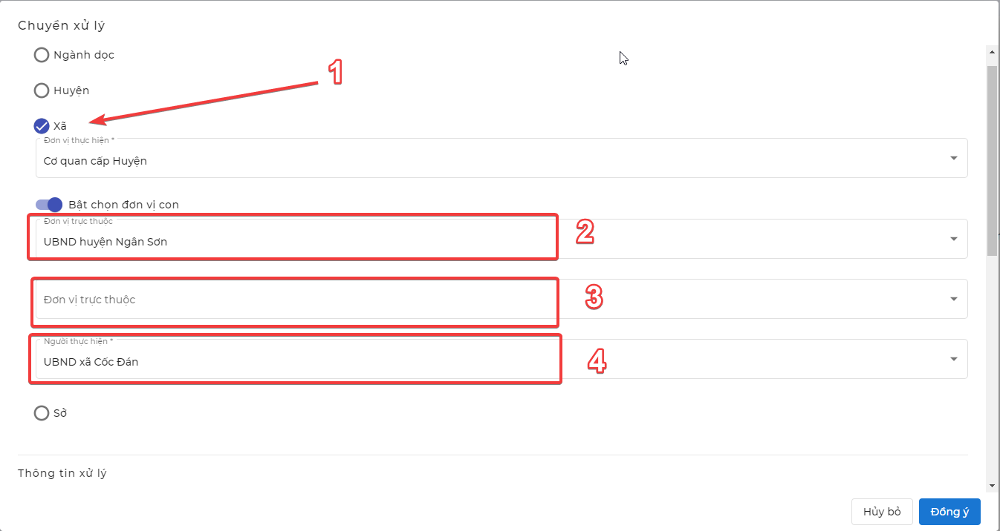 Chuyển xử lý
Ngành dọc
1
Huyện
Xã
Đơn vị thực hiện *
Cơ quan cấp Huyện
Bật chọn đơn vị con
Đơn vị trực thuộc
UBND huyện Ngân Sơn
2
Đơn vị trực thuộc
3
Người thực hiện *
UBND xã Cốc Đán
4
Sở
Thông tin xử lý
Hủy bỏ
Đồng ý